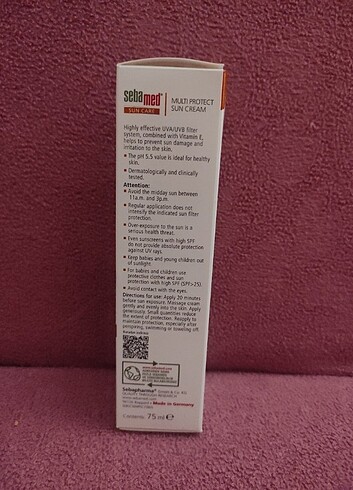 sebamed
SUN CARE
MULTI PROTECT
SUN CREAM
Highly effective UVA/UVB filter
system, combined with Vitamin E,
helps to prevent sun damage and
irritation to the skin.
• The pH 5.5 value is ideal for healthy
skin.
• Dermatologically and clinically
tested.
Attention:
• Avoid the midday sun between
11a.m. and 3p.m.
• Regular application does not
intensify the indicated sun filter
protection.
• Over-exposure to the sun is a
serious health threat.
• Even sunscreens with high SPF
do not provide absolute protection
against UV rays.
• Keep babies and young children out
of sunlight.
• For babies and children use
protective clothes and sun
protection with high SPF (SPF>25).
• Avoid contact with the eyes.
Directions for use: Apply 20 minutes
before sun exposure. Massage cream
gently and evenly into the skin. Apply
generously. Small quantities reduce
the extent of protection. Reapply to
maintain protection, especially after
perspiring, swimming or toweling off.
Sebapharma GmbH & Co. KG
Made in Germany
Contents: 75 ml e